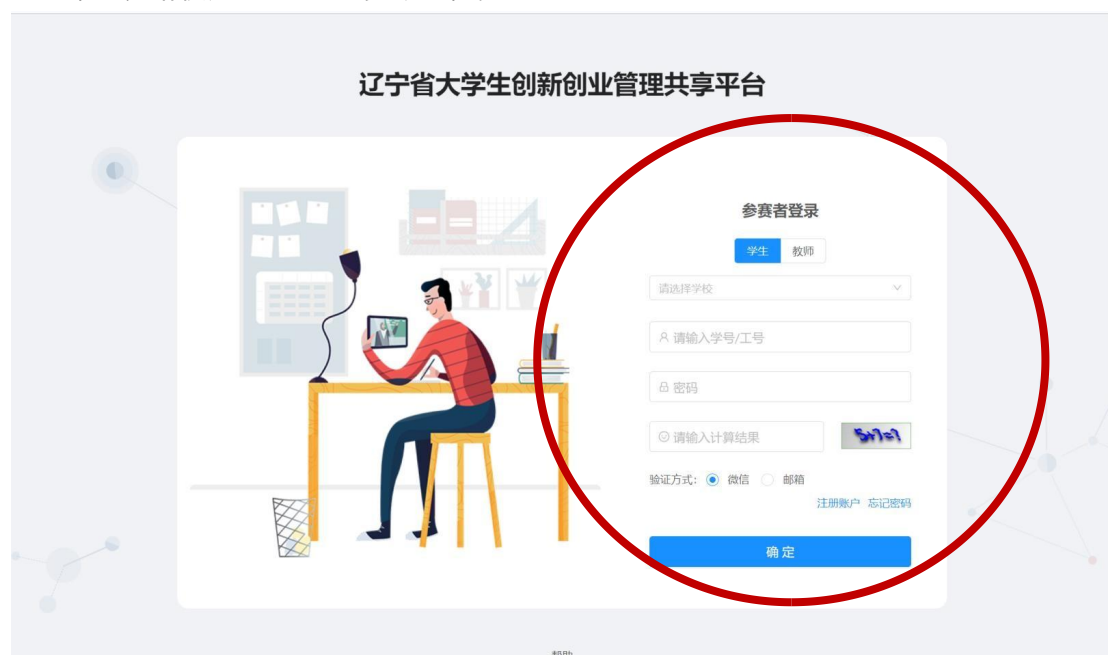 辽宁省大学生创新创业管理共享平台
参赛者登录
学生 教师
请选择学校
请输入学号/工号
密码
请输入计算结果
验证方式: 微信 邮箱
注册账户 忘记密码
确 定